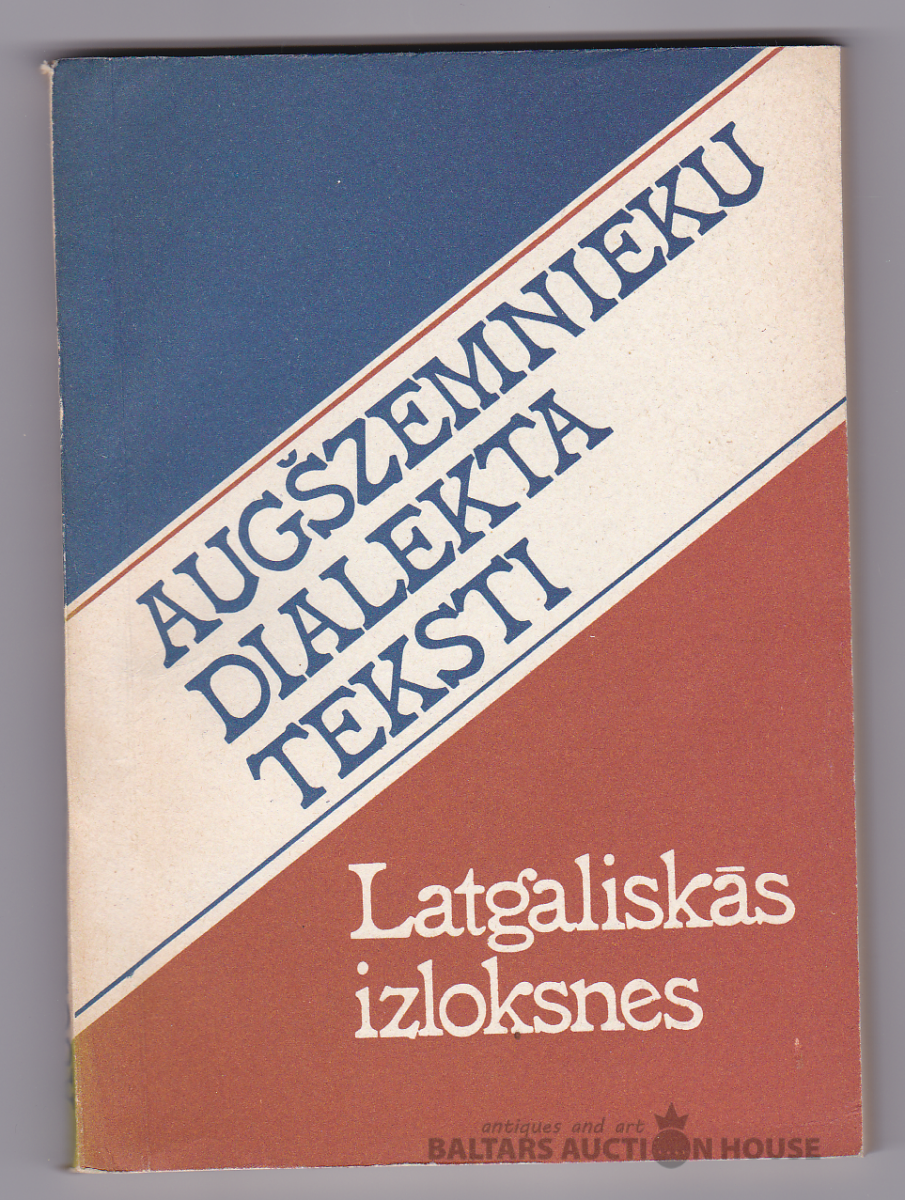 AUGŠZEMNIEKU
DIALEKTA
TEKSTI
Latgaliskās
izloksnes
antiques and art
BALTARS AUCTION HOUSE